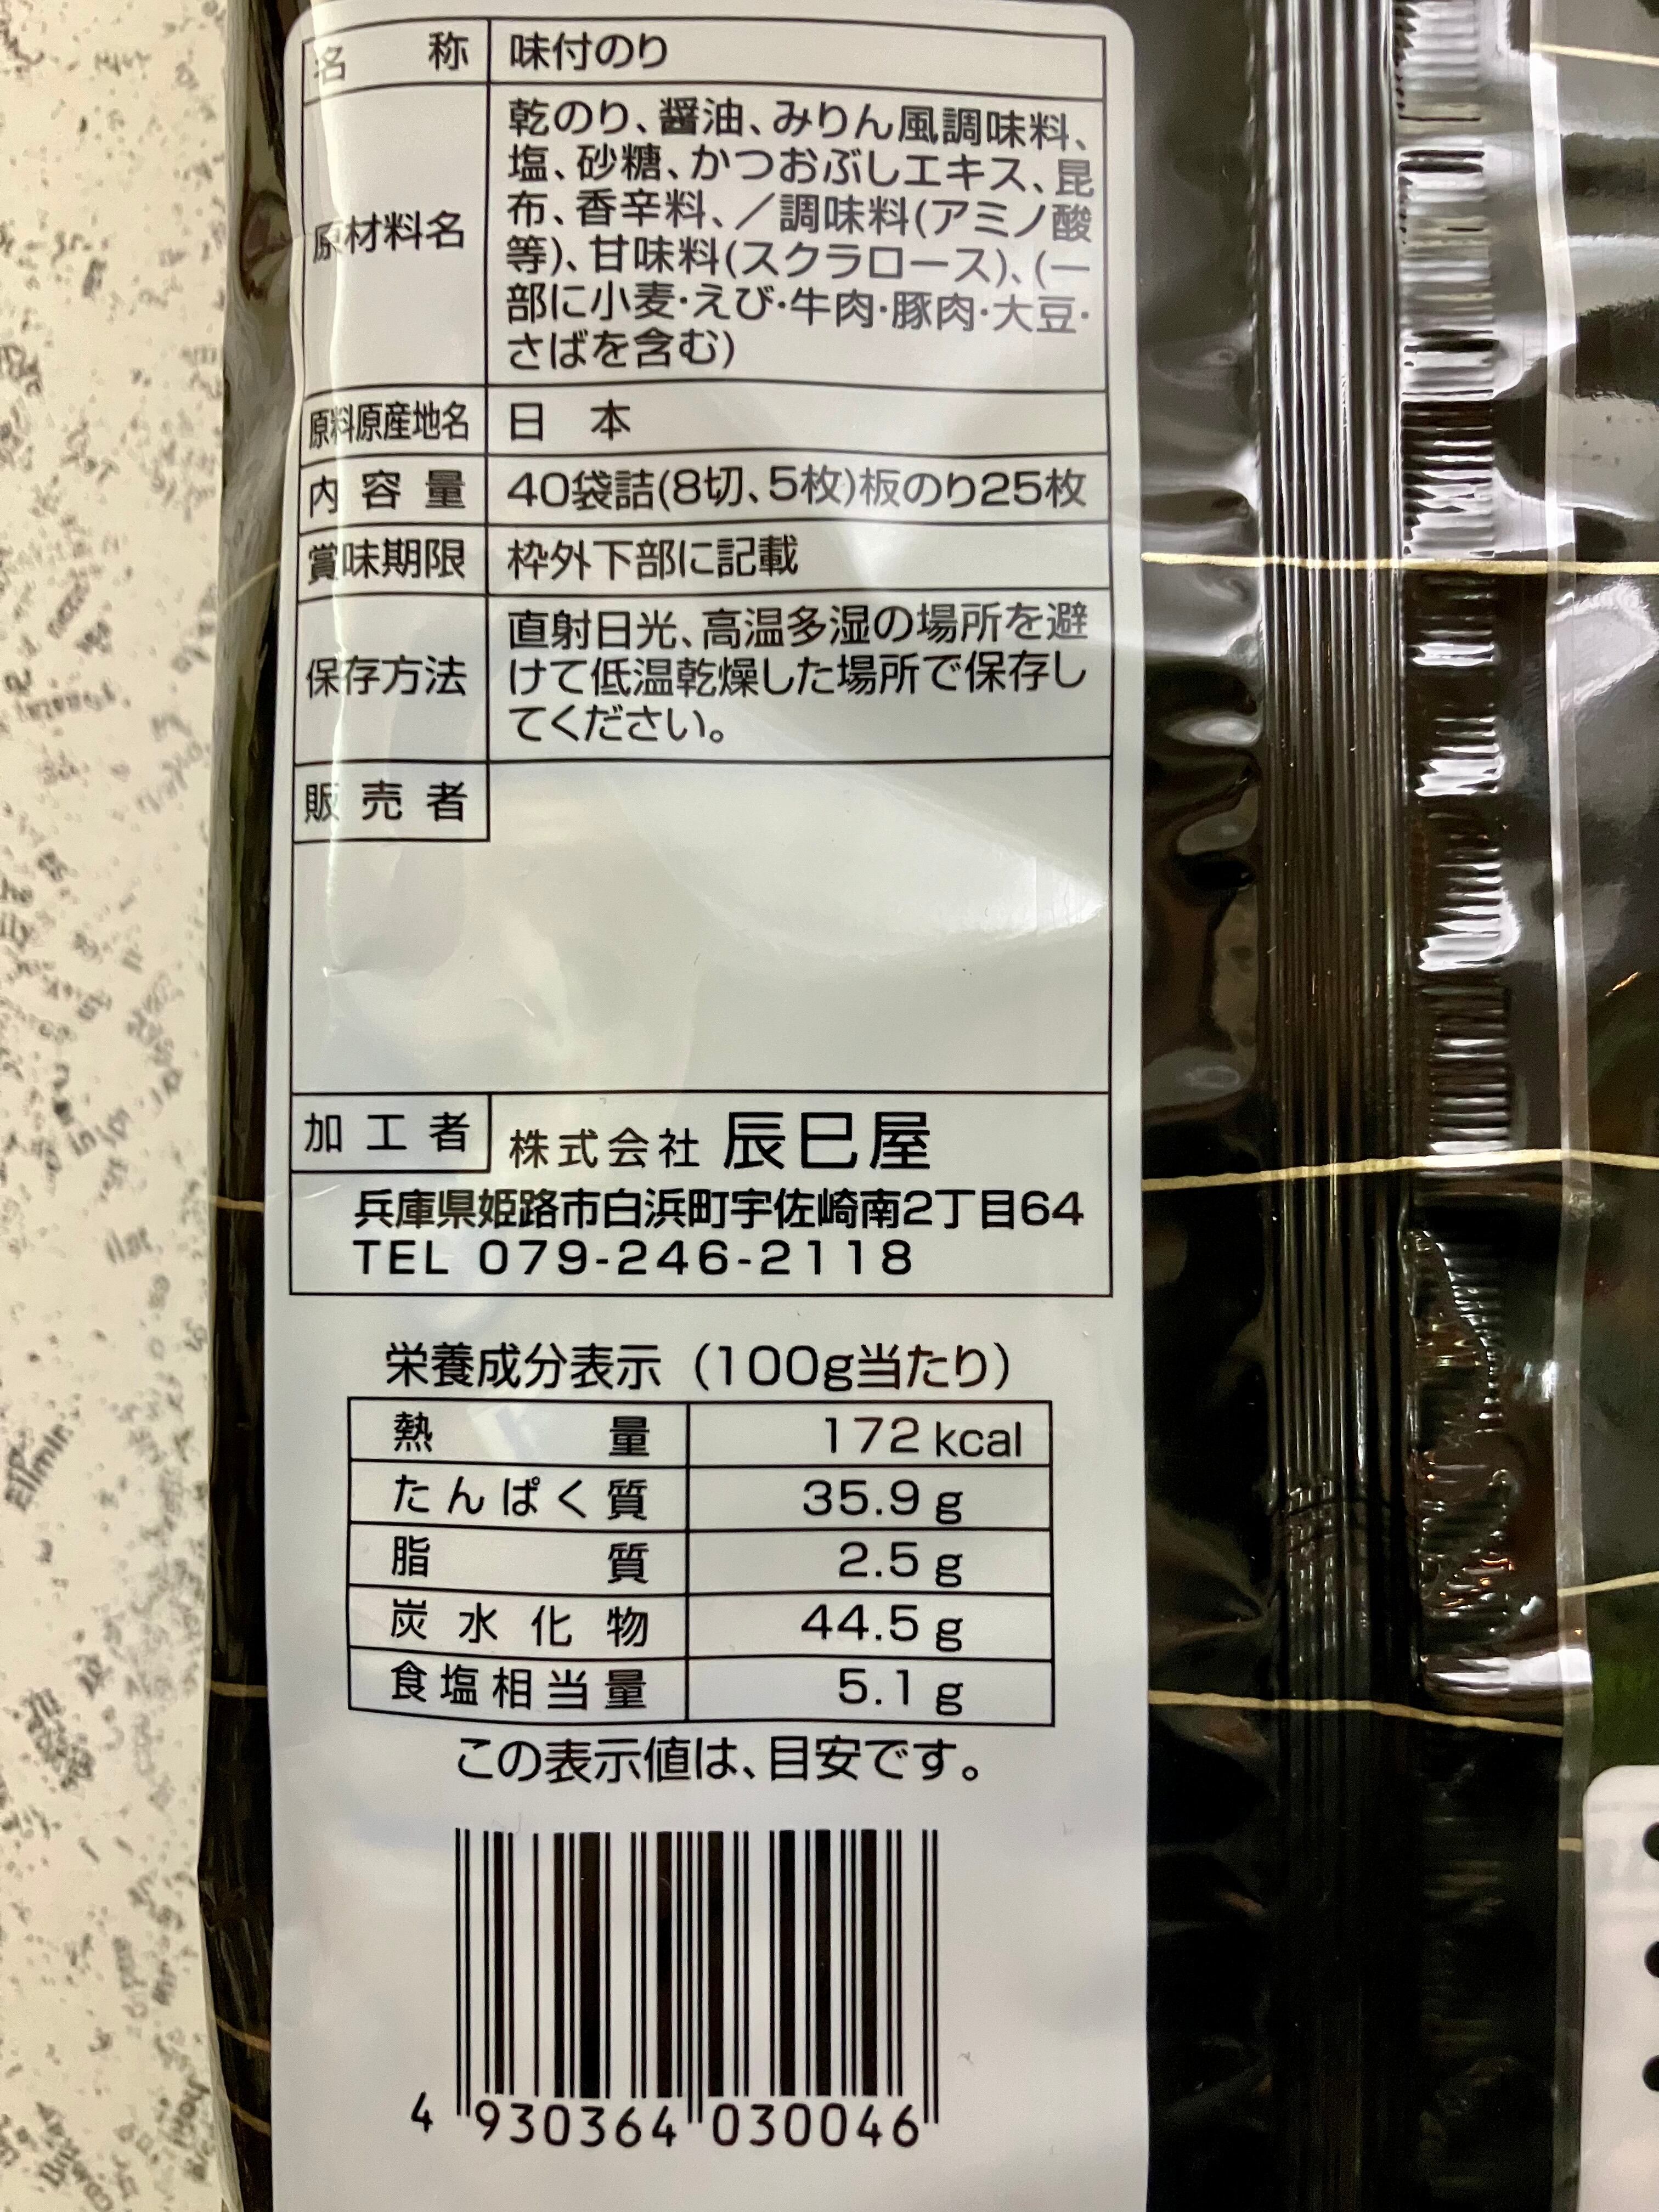 名称 味付のり
原材料名 乾のり、醤油、みりん風調味料、
塩、砂糖、かつおぶしエキス、昆
布、香辛料、／調味料(アミノ酸
等)、甘味料(スクラロース)、(一
部に小麦・えび・牛肉・豚肉・大豆・
さばを含む)
原料原産地名 日本
内容量 40袋詰(8切、5枚)板のり25枚
賞味期限 枠外下部に記載
保存方法 直射日光、高温多湿の場所を避
けて低温乾燥した場所で保存し
てください。
販売者
加工者 株式会社 辰巳屋
兵庫県姫路市白浜町宇佐崎南2丁目64
TEL 079-246-2118
栄養成分表示（100g当たり）
熱量 172 kcal
たんぱく質 35.9 g
脂質 2.5 g
炭水化物 44.5 g
食塩相当量 5.1 g
この表示値は、目安です。
4 930364 030046